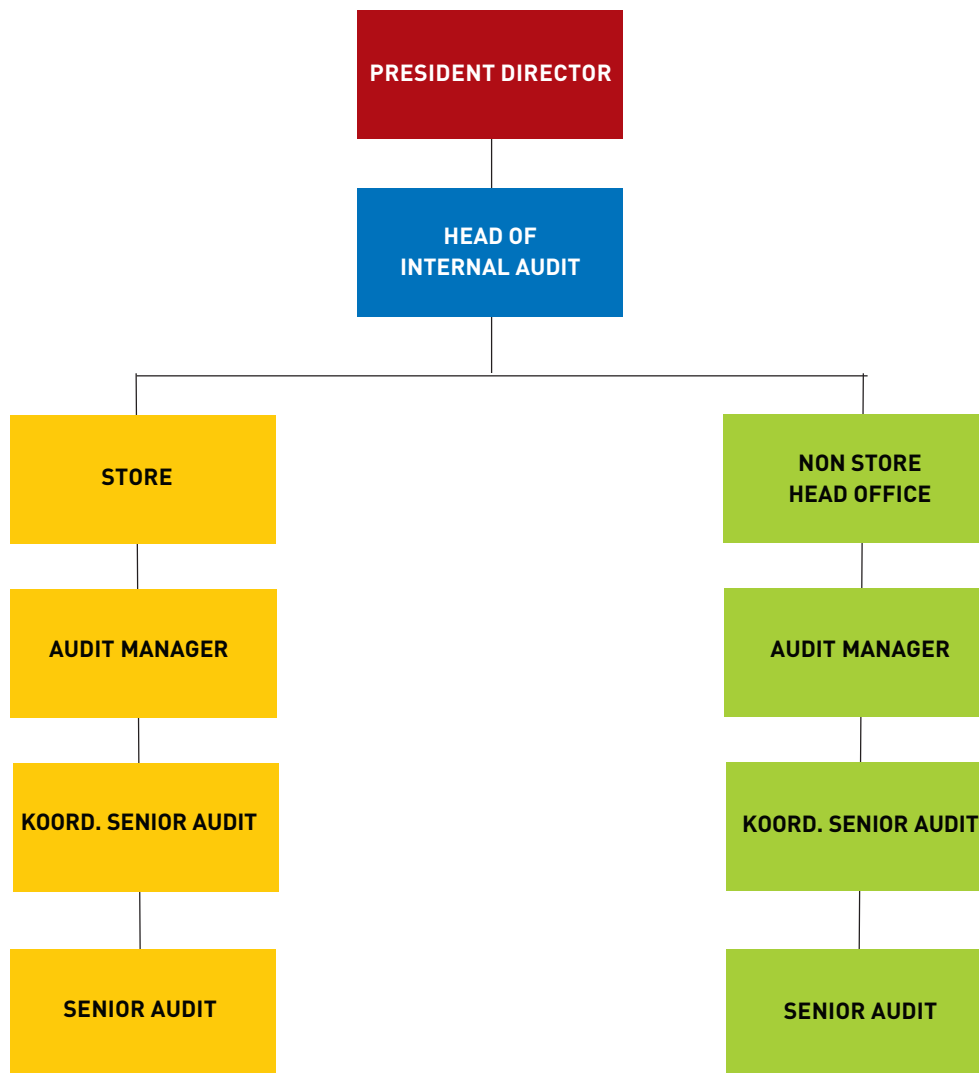 PRESIDENT DIRECTOR
HEAD OF
INTERNAL AUDIT
STORE
NON STORE
HEAD OFFICE
AUDIT MANAGER
AUDIT MANAGER
KOORD. SENIOR AUDIT
KOORD. SENIOR AUDIT
SENIOR AUDIT
SENIOR AUDIT